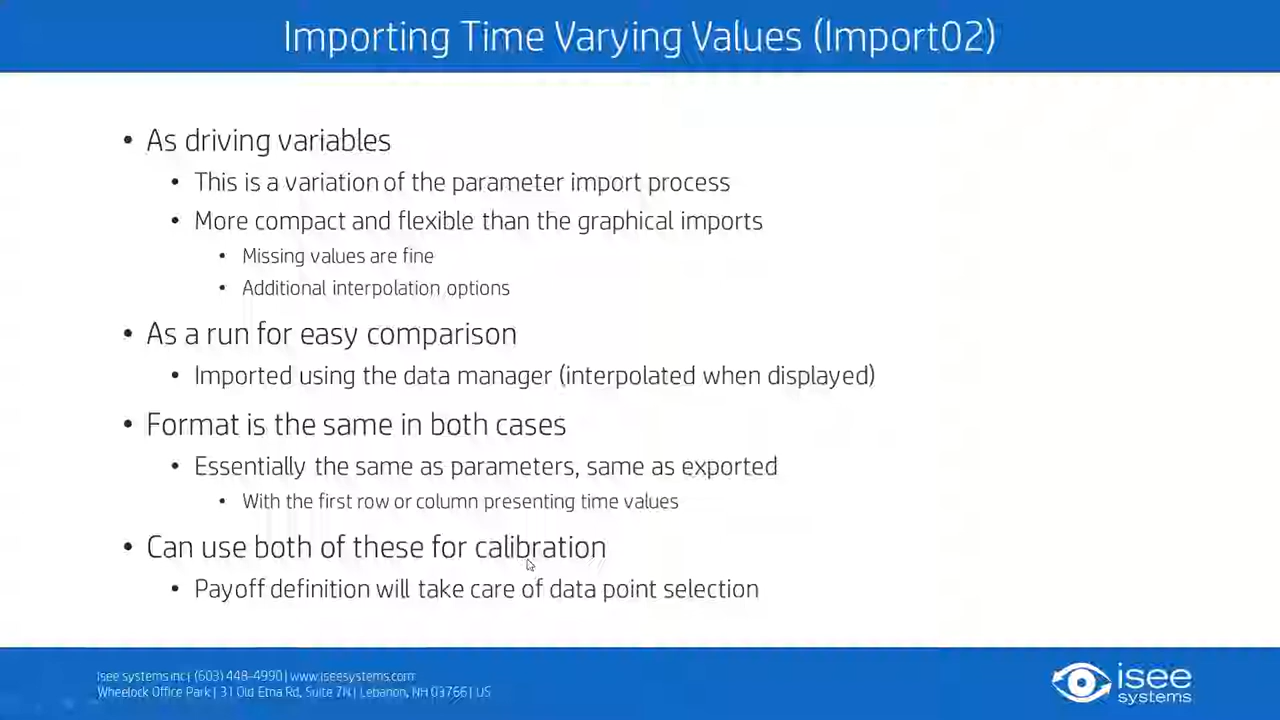 Importing Time Varying Values (Import02)
• As driving variables
• This is a variation of the parameter import process
• More compact and flexible than the graphical imports
• Missing values are fine
• Additional interpolation options
• As a run for easy comparison
• Imported using the data manager (interpolated when displayed)
• Format is the same in both cases
• Essentially the same as parameters, same as exported
• With the first row or column presenting time values
• Can use both of these for calibration
• Payoff definition will take care of data point selection
isee systems inc | (603) 448-4990 | www.iseesystems.com
Wheelock Office Park | 31 Old Etna Rd, Suite 7N | Lebanon, NH 03766 | US
isee
systems